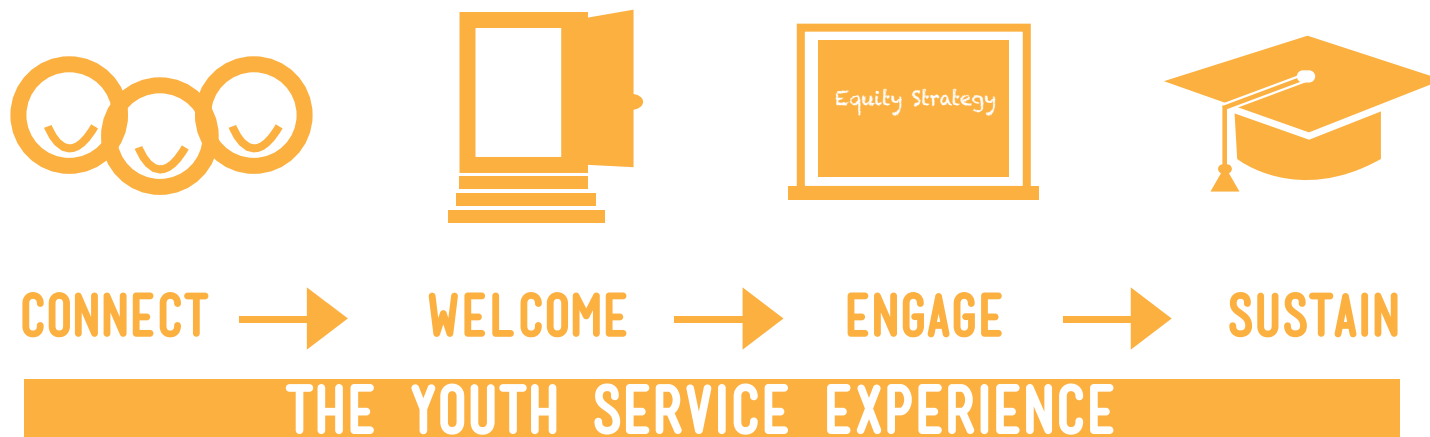 Equity Strategy
CONNECT WELCOME ENGAGE SUSTAIN
THE YOUTH SERVICE EXPERIENCE